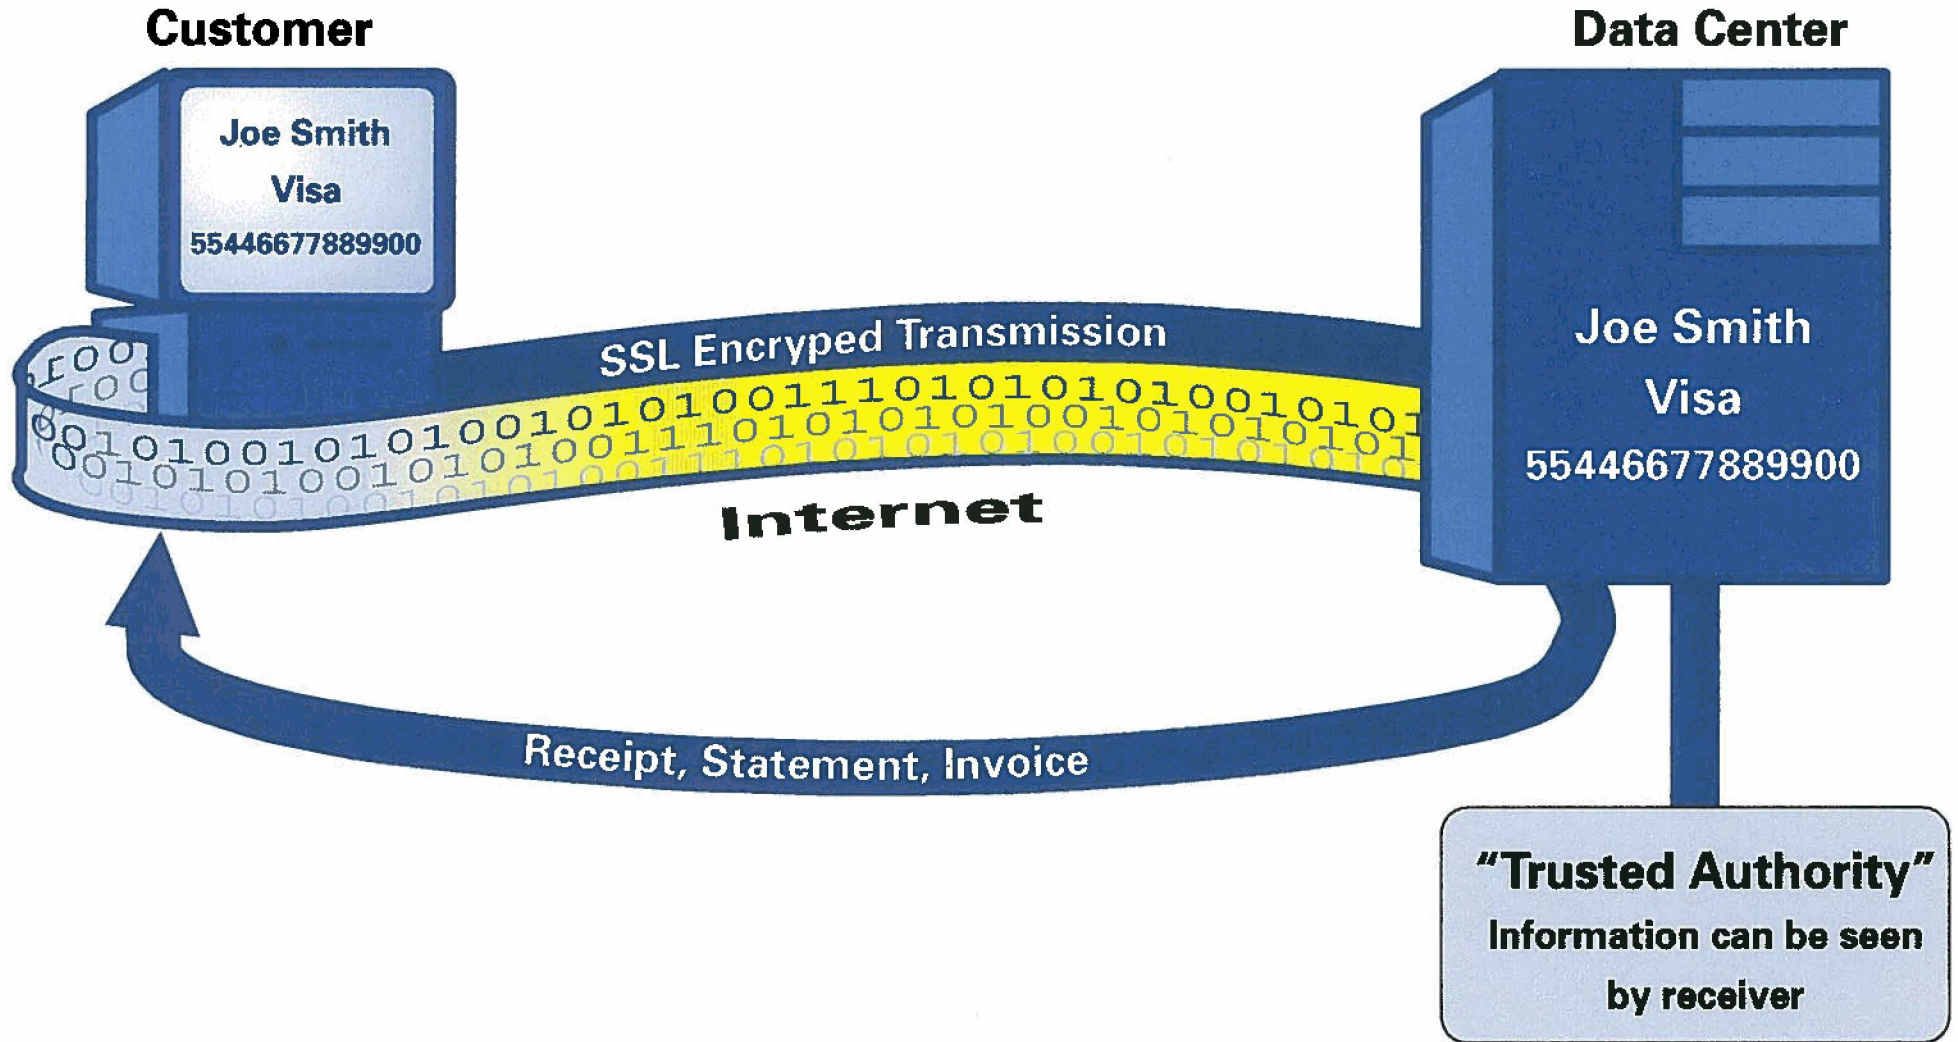 Customer
Joe Smith
Visa
55446677889900
Data Center
Joe Smith
Visa
55446677889900
SSL Encryped Transmission
Internet
Receipt, Statement, Invoice
"Trusted Authority"
Information can be seen
by receiver